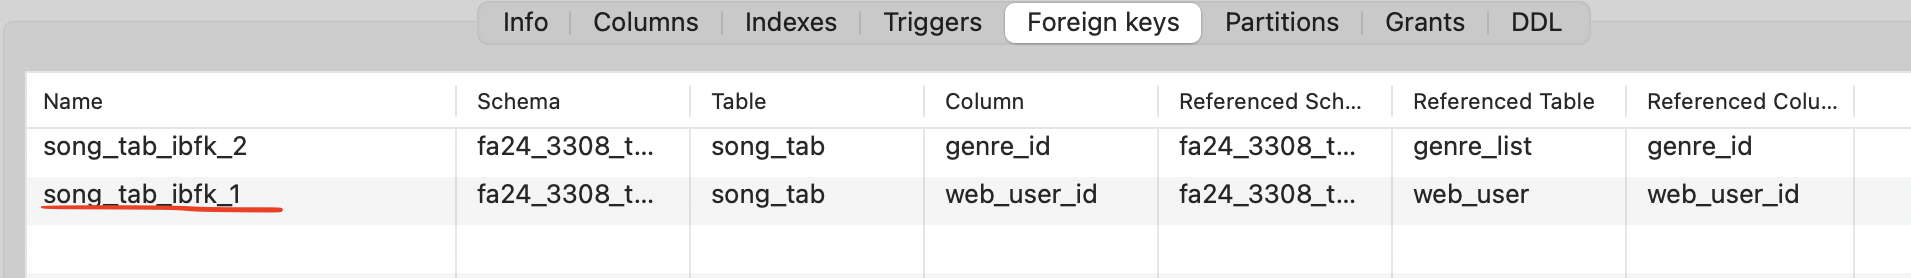 Info Columns Indexes Triggers Foreign keys Partitions Grants DDL
Name Schema Table Column Referenced Sch... Referenced Table Referenced Colu...
song_tab_ibfk_2 fa24_3308_t... song_tab genre_id fa24_3308_t... genre_list genre_id
song_tab_ibfk_1 fa24_3308_t... song_tab web_user_id fa24_3308_t... web_user web_user_id